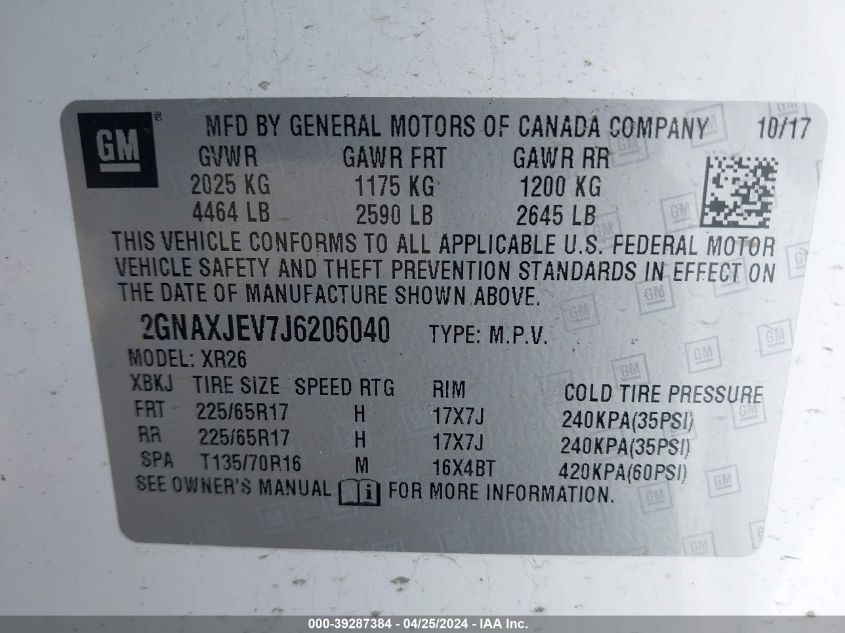 GM ® MFD BY GENERAL MOTORS OF CANADA COMPANY 10/17
GVWR GAWR FRT GAWR RR
2025 KG 1175 KG 1200 KG
4464 LB 2590 LB 2645 LB
THIS VEHICLE CONFORMS TO ALL APPLICABLE U.S. FEDERAL MOTOR
VEHICLE SAFETY AND THEFT PREVENTION STANDARDS IN EFFECT ON
THE DATE OF MANUFACTURE SHOWN ABOVE.
2GNAXJEV7J6206040 TYPE: M.P.V.
MODEL: XR26
XBKJ TIRE SIZE SPEED RTG RIM COLD TIRE PRESSURE
FRT 225/65R17 H 17X7J 240KPA(35PSI)
RR 225/65R17 H 17X7J 240KPA(35PSI)
SPA T135/70R16 M 16X4BT 420KPA(60PSI)
SEE OWNER'S MANUAL i FOR MORE INFORMATION.
000-39287384 - 04/25/2024 - IAA Inc.